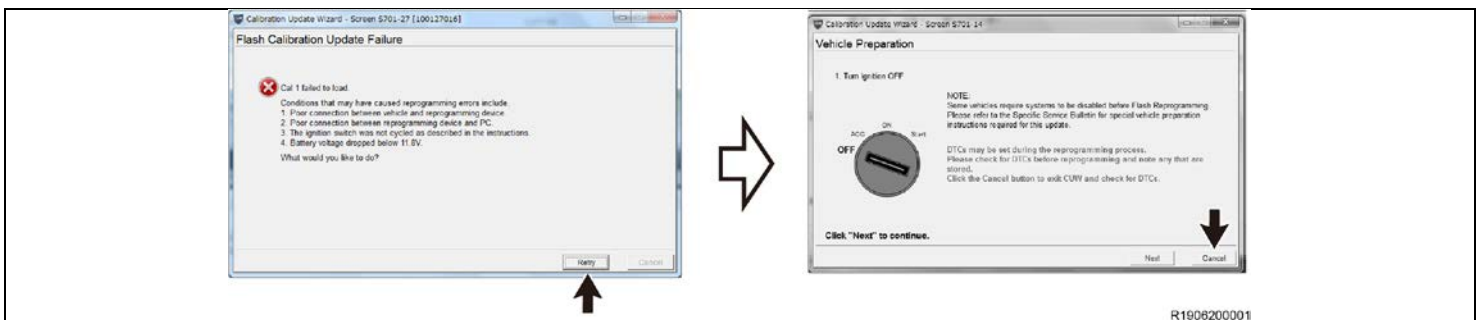 Calibration Update Wizard - Screen S701-27 [100127016]
Flash Calibration Update Failure
Cal 1 failed to load.
Conditions that may have caused reprogramming errors include.
1. Poor connection between vehicle and reprogramming device.
2. Poor connection between reprogramming device and PC.
3. The ignition switch was not cycled as described in the instructions.
4. Battery voltage dropped below 11.8V.
What would you like to do?
Retry
Cancel
Calibration Update Wizard - Screen S701-14
Vehicle Preparation
1. Turn ignition OFF
ON
ACC
Start
OFF
NOTE:
Some vehicles require systems to be disabled before Flash Reprogramming.
Please refer to the Specific Service Bulletin for special vehicle preparation
instructions required for this update.
DTCs may be set during the reprogramming process.
Please check for DTCs before reprogramming and note any that are
stored.
Click the Cancel button to exit CUW and check for DTCs.
Click "Next" to continue.
Next
Cancel
R1906200001